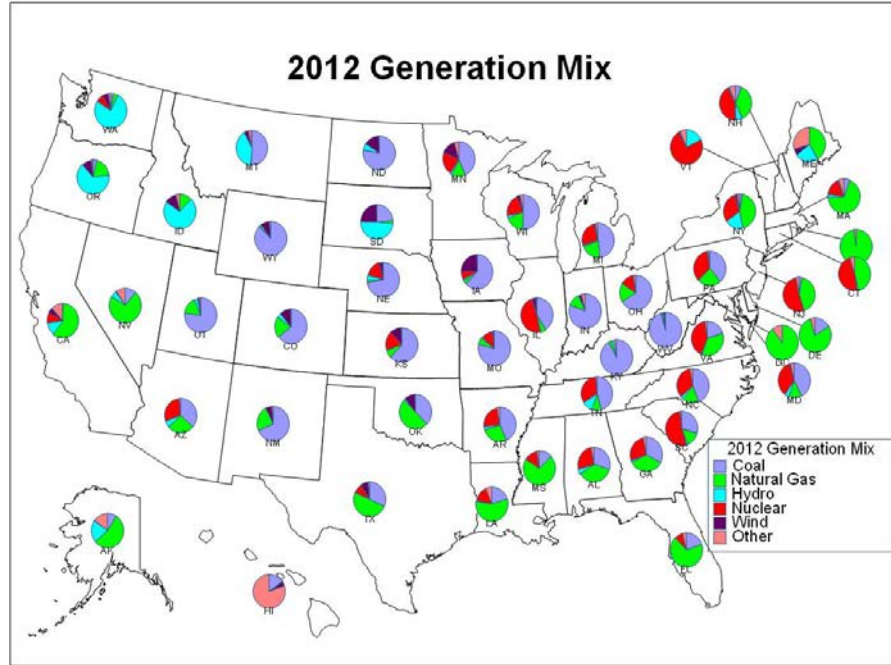 2012 Generation Mix
NH
WA
VT
ME
MT
ND
MN
OR
MA
ID
SD
WI
NY
WY
MI
CT
IA
PA
NE
NJ
CA
NV
UT
CO
IL
IN
OH
DE
KS
MO
VA
DC
KY
MD
AZ
NM
OK
AR
TN
NC
SC
MS
AL
GA
TX
LA
AK
HI
FL
2012 Generation Mix
Coal
Natural Gas
Hydro
Nuclear
Wind
Other